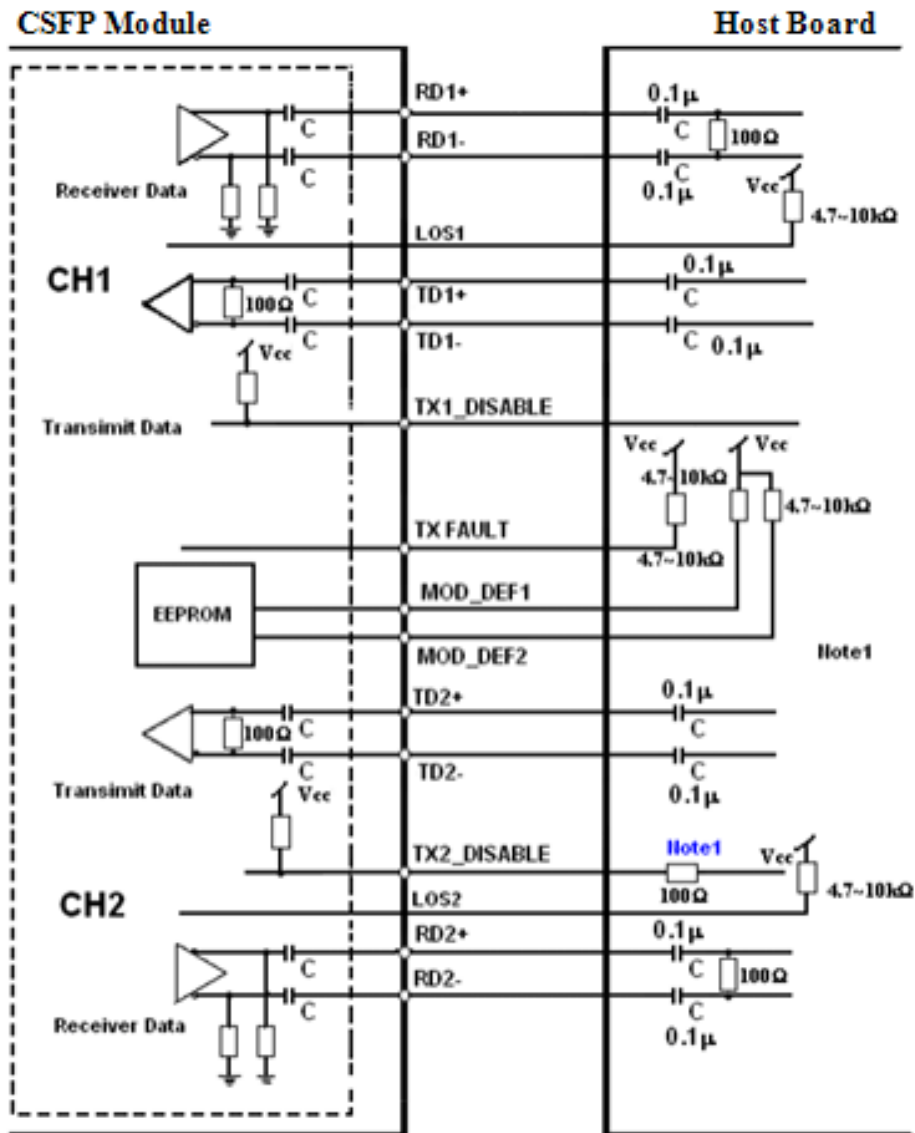 CSFP Module
Host Board
RD1+
0.1μ
C
C
100Ω
RD1-
Vcc
C
C
0.1μ
Receiver Data
4.7~10kΩ
LOS1
CH1
0.1μ
100Ω
C
TD1+
C
C
TD1-
C
0.1μ
Vcc
TX1_DISABLE
Transimit Data
Vcc
Vcc
4.7~10kΩ
4.7~10kΩ
TX FAULT
4.7~10kΩ
EEPROM
MOD_DEF1
MOD_DEF2
Note1
TD2+
0.1μ
100Ω
C
C
C
TD2-
C
Transimit Data
Vcc
0.1μ
TX2_DISABLE
Note1
Vcc
100Ω
4.7~10kΩ
CH2
LOS2
RD2+
0.1μ
C
C
100Ω
RD2-
C
C
Receiver Data
0.1μ